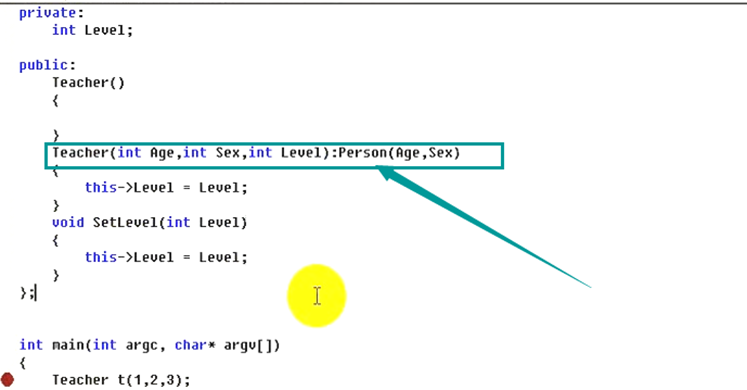 private:
int Level;
public:
Teacher()
{
}
Teacher(int Age,int Sex,int Level):Person(Age,Sex)
{
this->Level = Level;
}
void SetLevel(int Level)
{
this->Level = Level;
}
};
int main(int argc, char* argv[])
{
Teacher t(1,2,3);